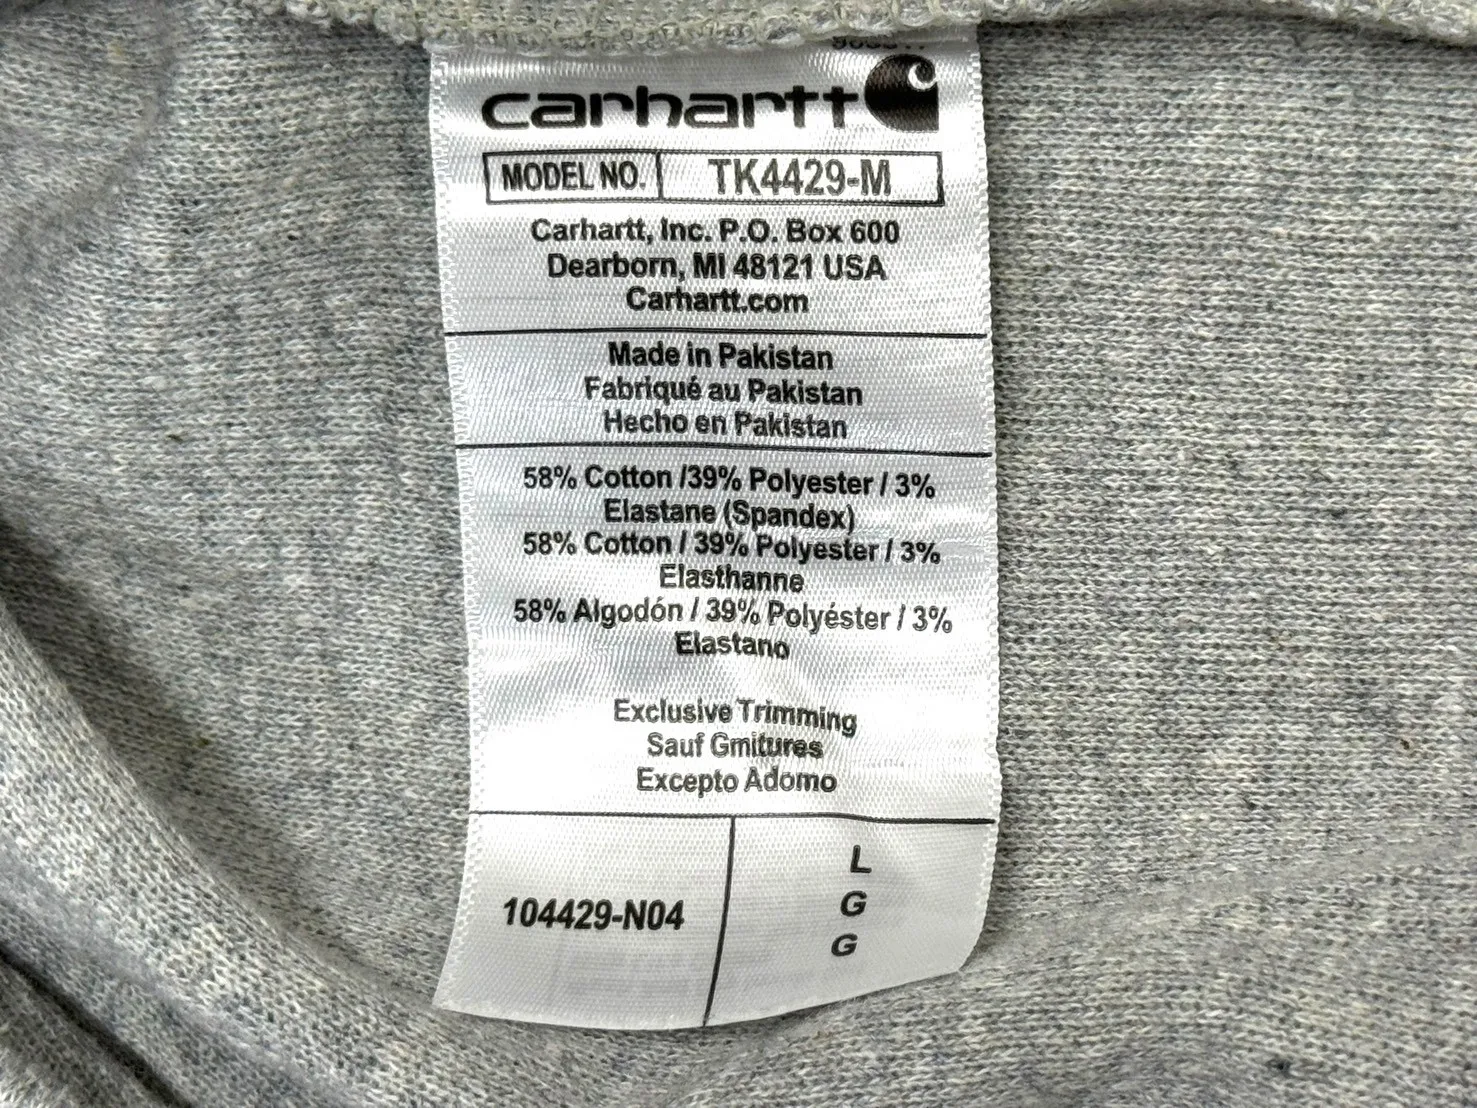 carhartt
MODEL NO. TK4429-M
Carhartt, Inc. P.O. Box 600
Dearborn, MI 48121 USA
Carhartt.com
Made in Pakistan
Fabriqué au Pakistan
Hecho en Pakistan
58% Cotton /39% Polyester / 3%
Elastane (Spandex)
58% Cotton / 39% Polyester / 3%
Elasthanne
58% Algodón / 39% Polyéster / 3%
Elastano
Exclusive Trimming
Sauf Gmitures
Excepto Adomo
104429-N04
L
G
G